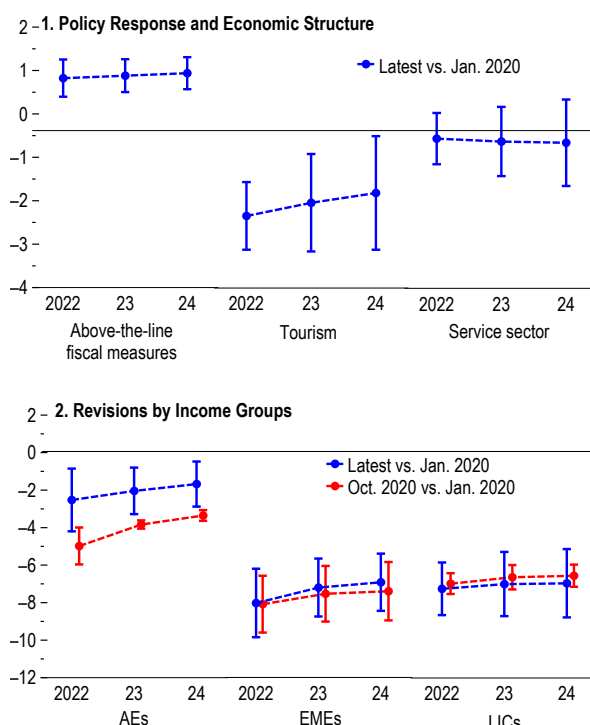 1. Policy Response and Economic Structure
2
1
0
–1
–2
–3
–4
Latest vs. Jan. 2020
2022 23 24 2022 23 24 2022 23 24
Above-the-line
fiscal measures
Tourism
Service sector
2. Revisions by Income Groups
2
0
–2
–4
–6
–8
–10
–12
Latest vs. Jan. 2020
Oct. 2020 vs. Jan. 2020
2022 23 24 2022 23 24 2022 23 24
AEs EMEs LICs